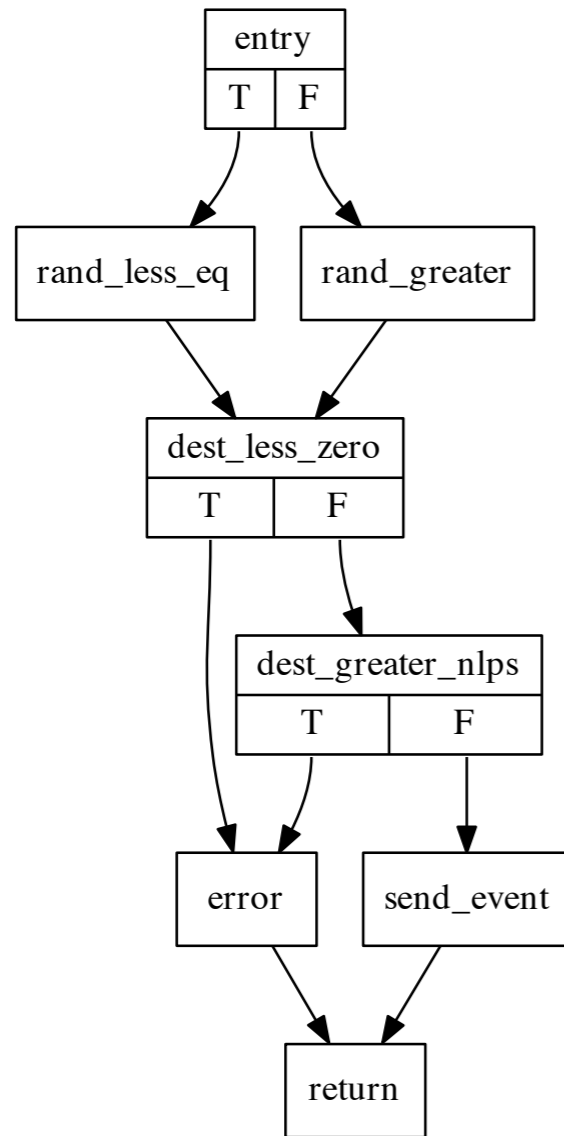 entry
T F
rand_less_eq rand_greater
dest_less_zero
T F
dest_greater_nlps
T F
error send_event
return